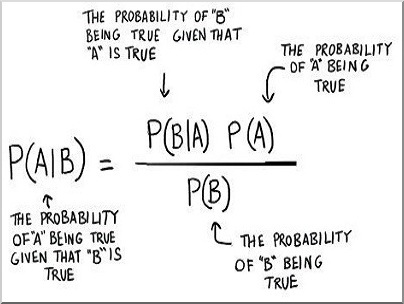 THE PROBABILITY OF "B"
BEING TRUE GIVEN THAT
"A" IS TRUE
THE PROBABILITY
OF "A" BEING
TRUE
P(B|A) P(A)
P(A|B) =
P(B)
THE PROBABILITY
OF "A" BEING TRUE
GIVEN THAT "B" IS
TRUE
THE PROBABILITY
OF "B" BEING
TRUE